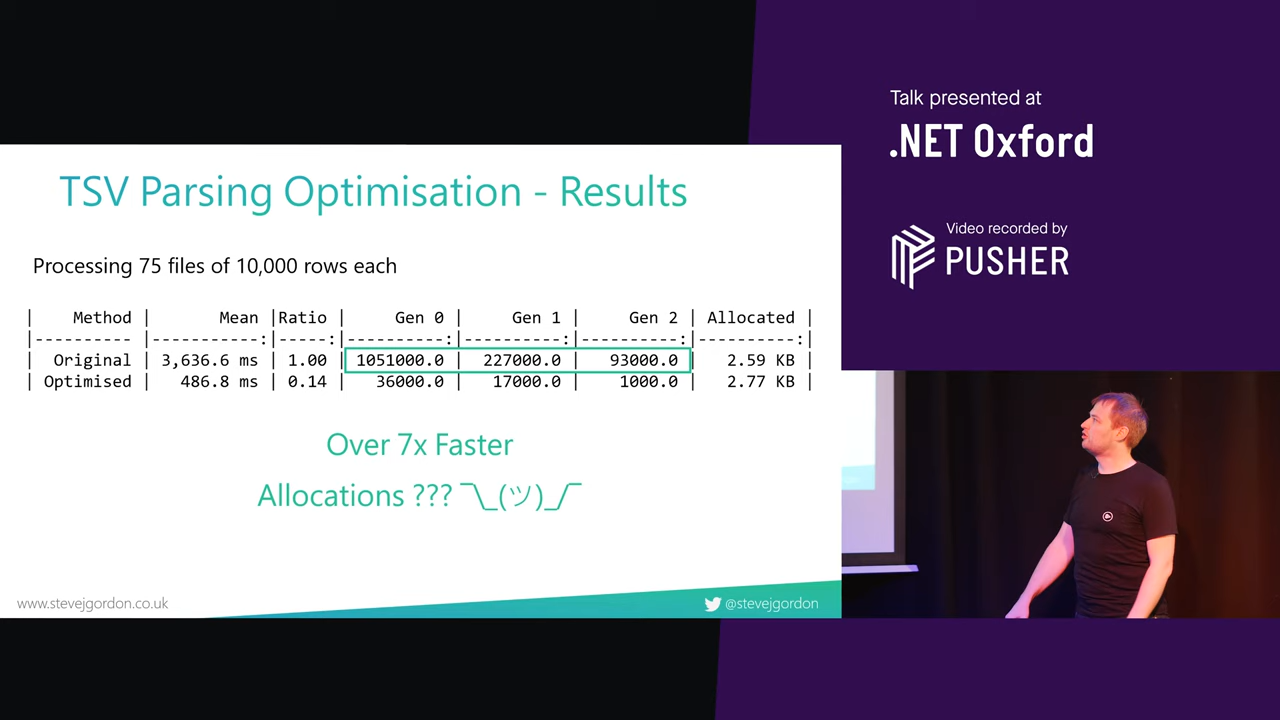 Talk presented at
.NET Oxford
Video recorded by
PUSHER
TSV Parsing Optimisation - Results
Processing 75 files of 10,000 rows each
| Method | Mean |Ratio | Gen 0 | Gen 1 | Gen 2 | Allocated |
|---------- |-----------:|-----:|----------:|----------:|----------:|----------:|
| Original | 3,636.6 ms | 1.00 | 1051000.0 | 227000.0 | 93000.0 | 2.59 KB |
| Optimised | 486.8 ms | 0.14 | 36000.0 | 17000.0 | 1000.0 | 2.77 KB |
Over 7x Faster
Allocations ??? ¯\_(ツ)_/¯
www.stevejgordon.co.uk
@stevejgordon